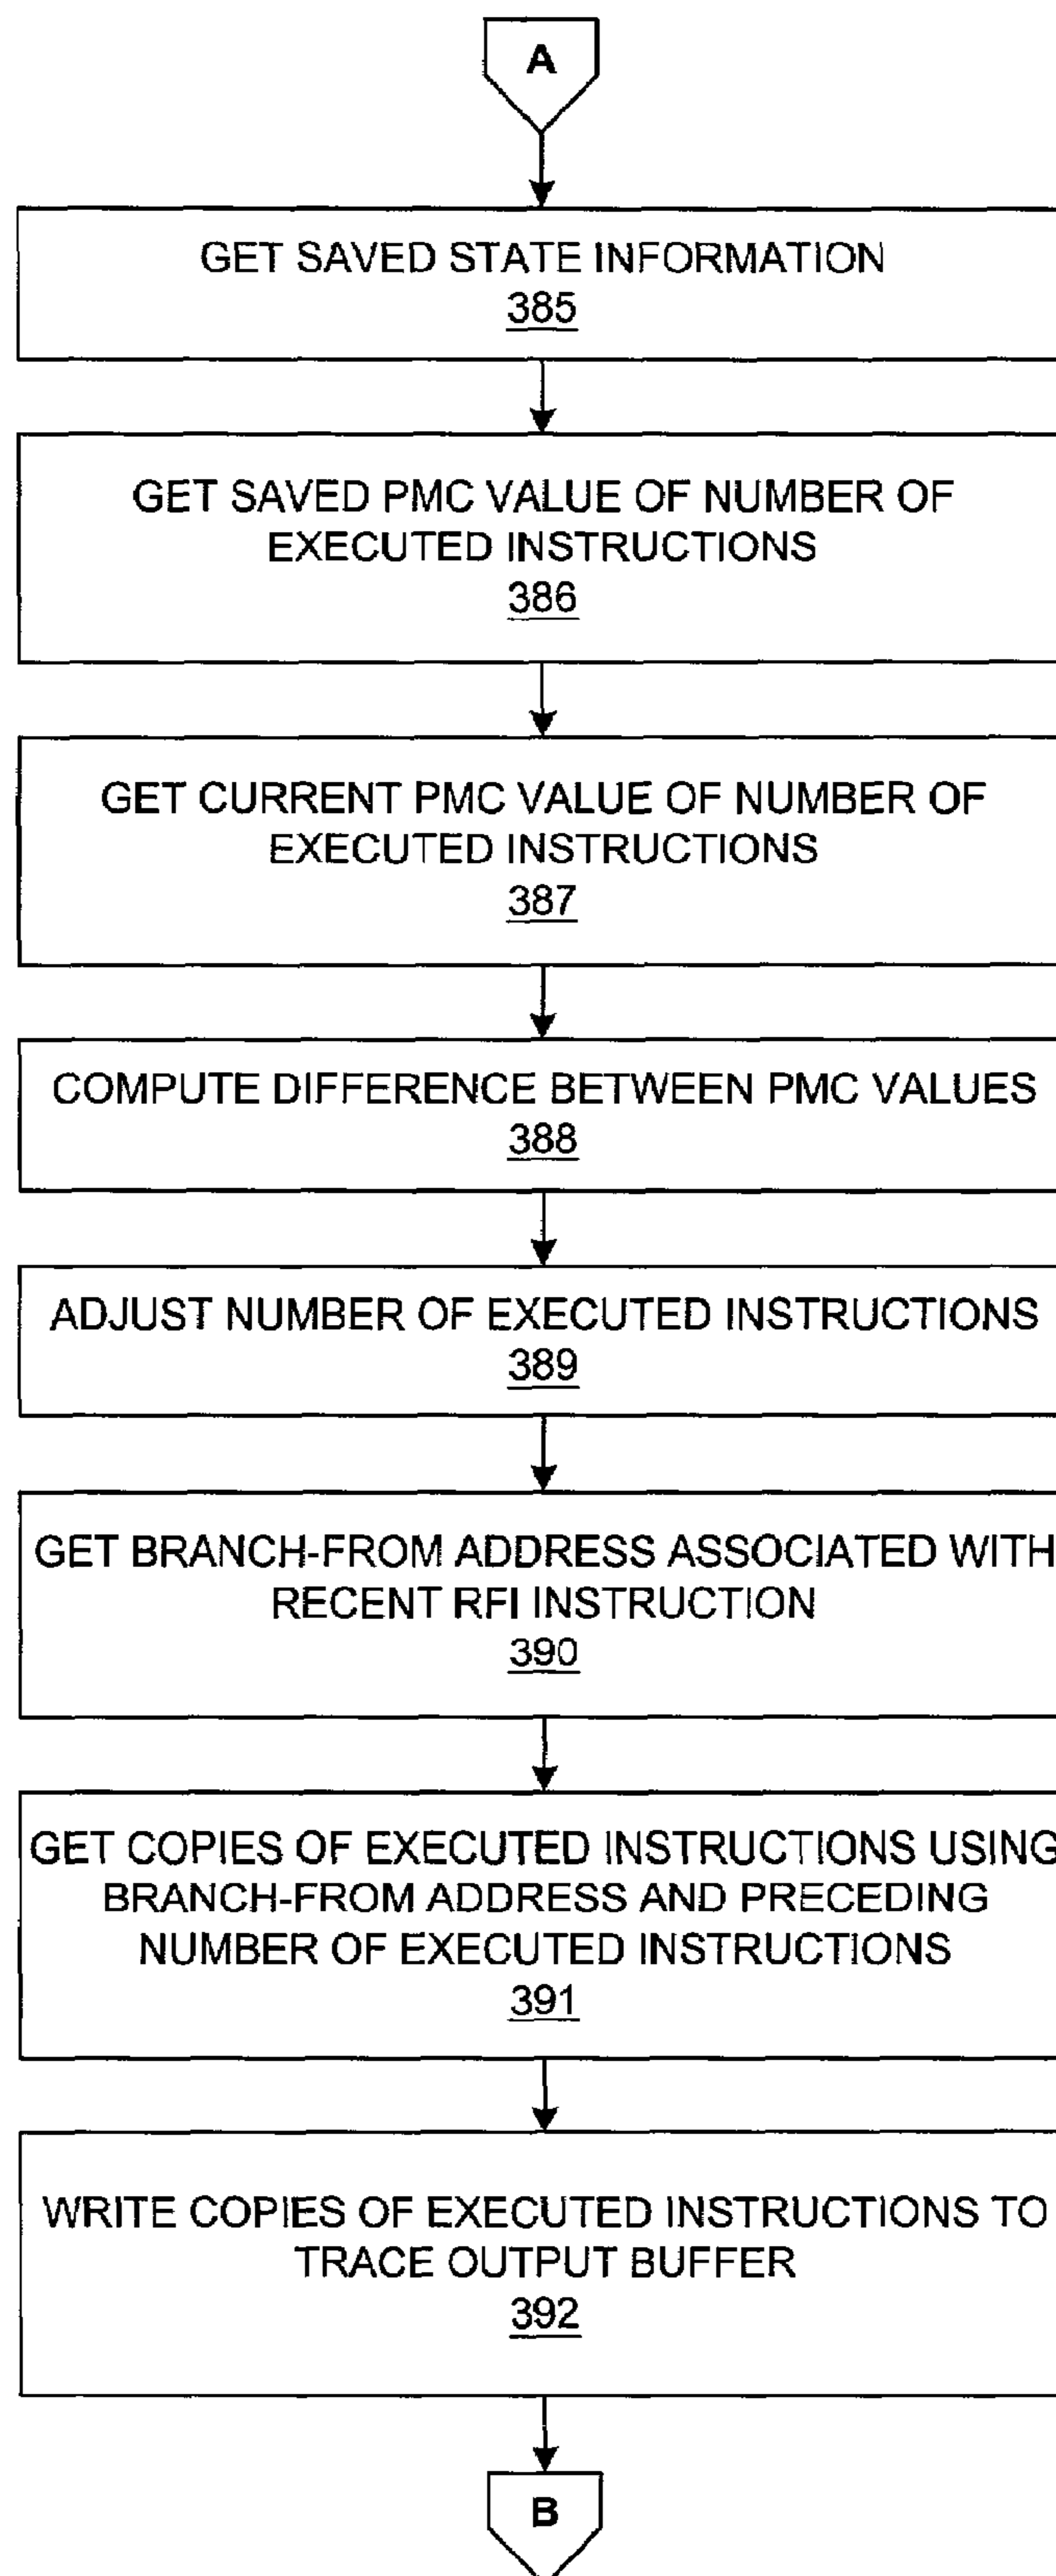 A
GET SAVED STATE INFORMATION
385
GET SAVED PMC VALUE OF NUMBER OF
EXECUTED INSTRUCTIONS
386
GET CURRENT PMC VALUE OF NUMBER OF
EXECUTED INSTRUCTIONS
387
COMPUTE DIFFERENCE BETWEEN PMC VALUES
388
ADJUST NUMBER OF EXECUTED INSTRUCTIONS
389
GET BRANCH-FROM ADDRESS ASSOCIATED WITH
RECENT RFI INSTRUCTION
390
GET COPIES OF EXECUTED INSTRUCTIONS USING
BRANCH-FROM ADDRESS AND PRECEDING
NUMBER OF EXECUTED INSTRUCTIONS
391
WRITE COPIES OF EXECUTED INSTRUCTIONS TO
TRACE OUTPUT BUFFER
392
B